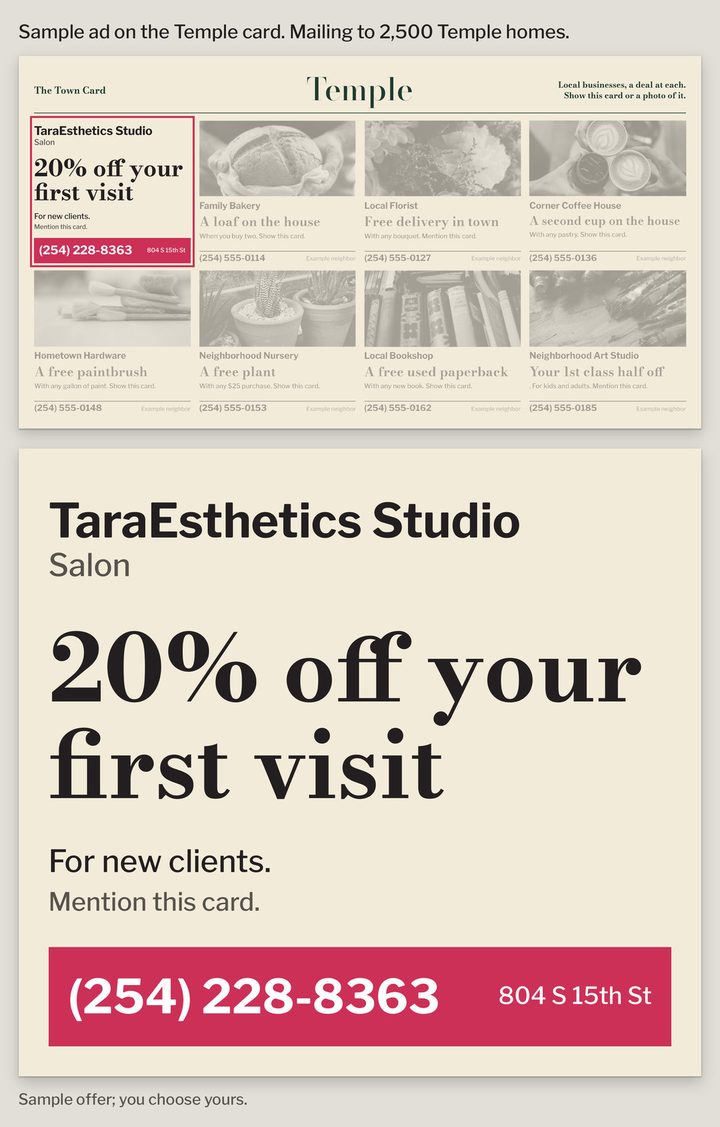 Sample ad on the Temple card. Mailing to 2,500 Temple homes.
The Town Card
Temple
Local businesses, a deal at each.
Show this card or a photo of it.
TaraEsthetics Studio
Salon
20% off your
first visit
For new clients.
Mention this card.
(254) 228-8363 804 S 15th St
Family Bakery
A loaf on the house
When you buy two. Show this card.
(254) 555-0114 Example neighbor
Local Florist
Free delivery in town
With any bouquet. Mention this card.
(254) 555-0127 Example neighbor
Corner Coffee House
A second cup on the house
With any pastry. Show this card.
(254) 555-0136 Example neighbor
Hometown Hardware
A free paintbrush
With any gallon of paint. Show this card.
(254) 555-0148 Example neighbor
Neighborhood Nursery
A free plant
With any $25 purchase. Show this card.
(254) 555-0153 Example neighbor
Local Bookshop
A free used paperback
With any new book. Show this card.
(254) 555-0162 Example neighbor
Neighborhood Art Studio
Your 1st class half off
For kids and adults. Mention this card.
(254) 555-0185 Example neighbor
TaraEsthetics Studio
Salon
20% off your
first visit
For new clients.
Mention this card.
(254) 228-8363 804 S 15th St
Sample offer; you choose yours.